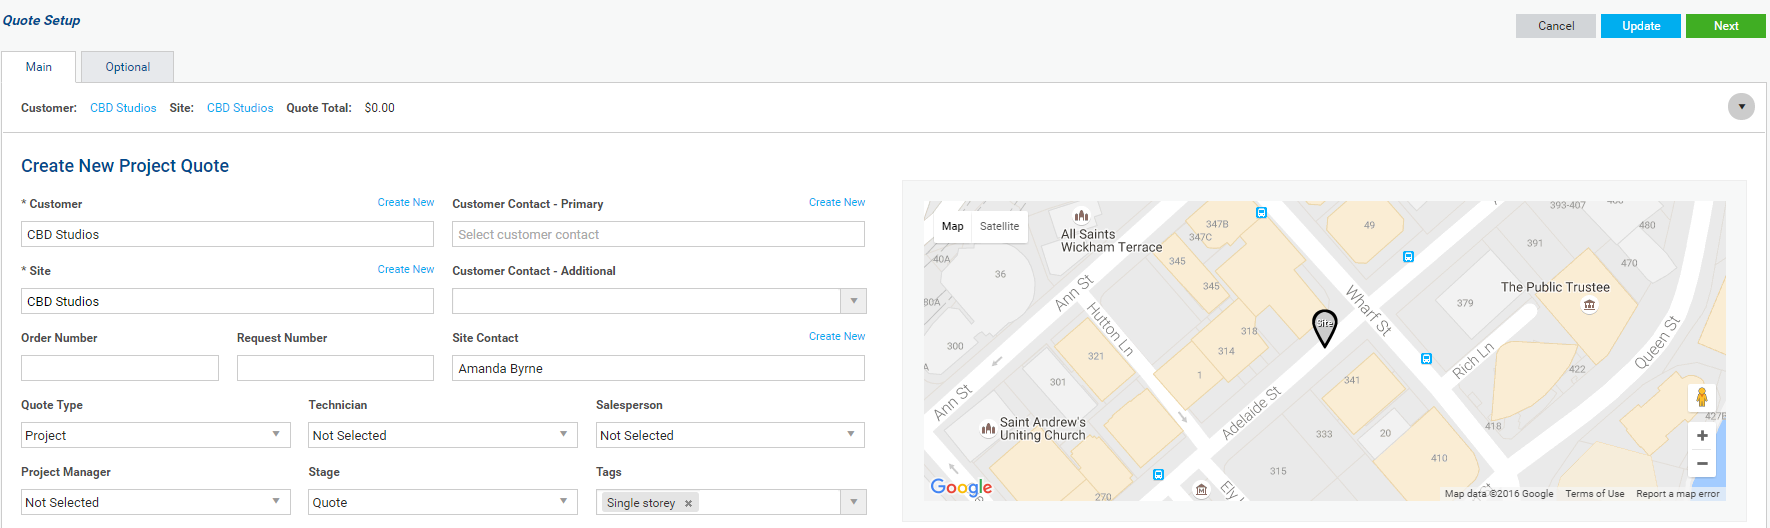 Quote Setup
Cancel Update Next
Main Optional
Customer: CBD Studios Site: CBD Studios Quote Total: $0.00
Create New Project Quote
* Customer Create New Customer Contact - Primary Create New
CBD Studios Select customer contact
* Site Create New Customer Contact - Additional
CBD Studios
Order Number Request Number Site Contact Create New
Amanda Byrne
Quote Type Technician Salesperson
Project Not Selected Not Selected
Project Manager Stage Tags
Not Selected Quote Single storey ×
Map Satellite
All Saints
Wickham Terrace
347B
347C
49
393-407
480
391
470
40A
36
345
345
80A
Ann St
Hutton Ln
Wharf St
The Public Trustee
379
Site
318
314
321
300
301
1
341
Rich Ln
Queen St
422
Ann St
Saint Andrew's
Uniting Church
Adelaide St
333
20
418
427B
315
410
270
Google
Map data ©2016 Google Terms of Use Report a map error